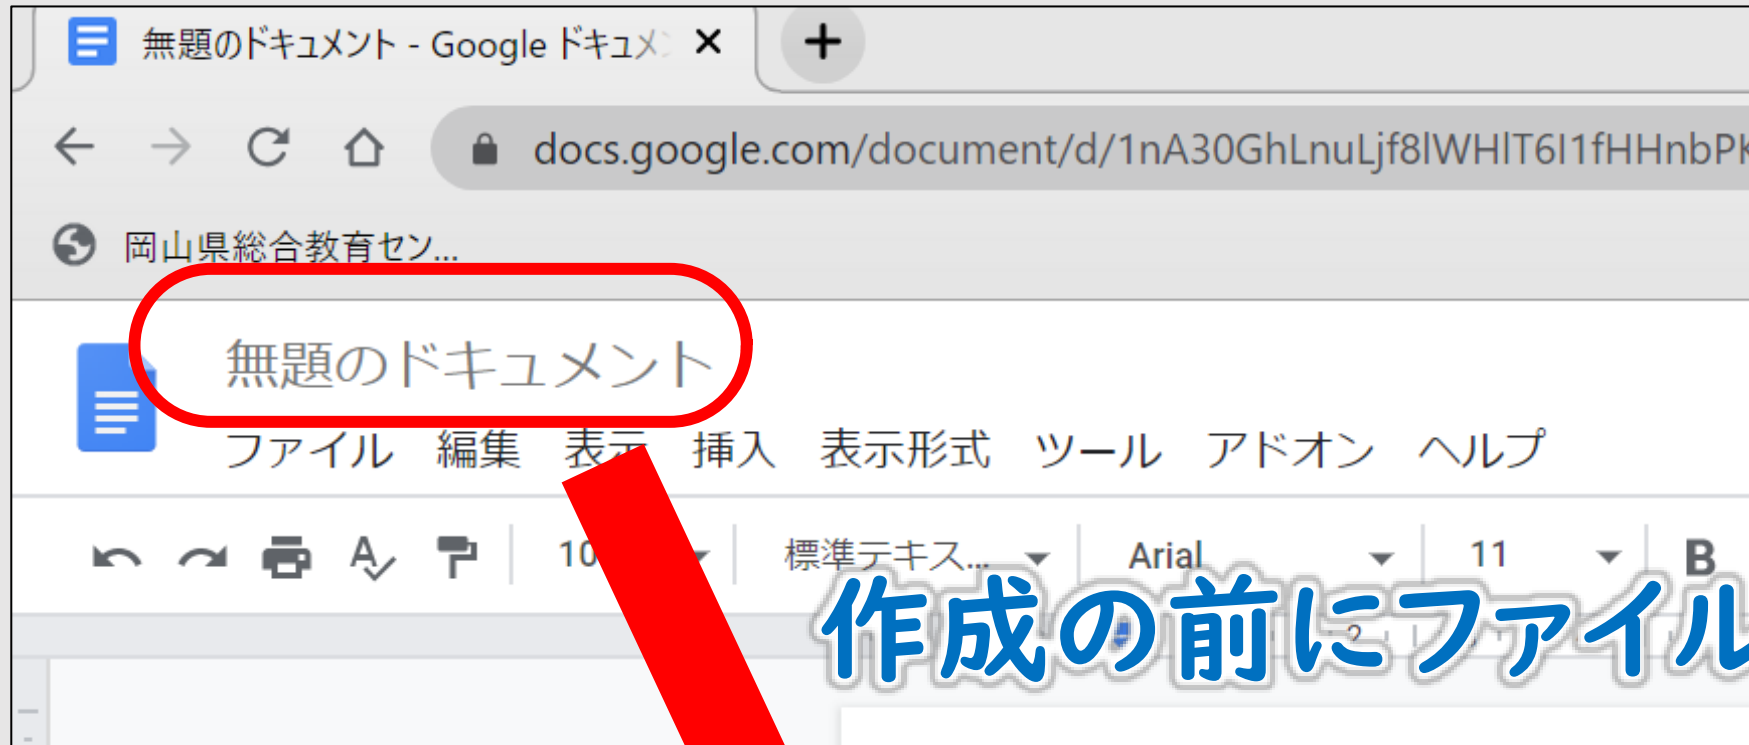 無題のドキュメント - Google ドキュメ
docs.google.com/document/d/1nA30GhLnuLjf8lWHlT6I1fHHnbPK
岡山県総合教育セン...
無題のドキュメント
ファイル 編集 表示 挿入 表示形式 ツール アドオン ヘルプ
10 標準テキス... Arial 11 B
作成の前にファイル
2